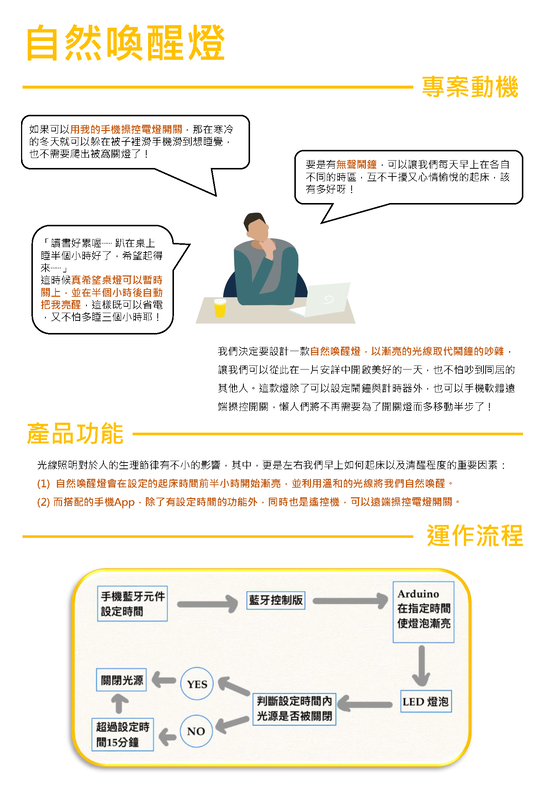 自然喚醒燈
專案動機
如果可以用我的手機操控電燈開關，那在寒冷
的冬天就可以躲在被子裡滑手機滑到想睡覺，
也不需要爬出被窩關燈了！
要是有無聲鬧鐘，可以讓我們每天早上在各自
不同的時區，互不干擾又心情愉悅的起床，該
有多好呀！
「讀書好累喔……趴在桌上
睡半個小時好了，希望起得
來……」
這時候真希望桌燈可以暫時
關上，並在半個小時後自動
把我亮醒，這樣既可以省電
，又不怕多睡三個小時耶！
我們決定要設計一款自然喚醒燈，以漸亮的光線取代鬧鐘的吵雜，
讓我們可以從此在一片安詳中開啟美好的一天，也不怕吵到同居的
其他人。這款燈除了可以設定鬧鐘與計時器外，也可以手機軟體遠
端操控開關，懶人們將不再需要為了開關燈而多移動半步了！
產品功能
光線照明對於人的生理節律有不小的影響，其中，更是左右我們早上如何起床以及清醒程度的重要因素：
(1) 自然喚醒燈會在設定的起床時間前半小時開始漸亮，並利用溫和的光線將我們自然喚醒。
(2) 而搭配的手機App，除了有設定時間的功能外，同時也是遙控機，可以遠端操控電燈開關。
運作流程
手機藍牙元件
設定時間
藍牙控制版
Arduino
在指定時間
使燈泡漸亮
LED 燈泡
判斷設定時間內
光源是否被關閉
YES
關閉光源
NO
超過設定時
間15分鐘